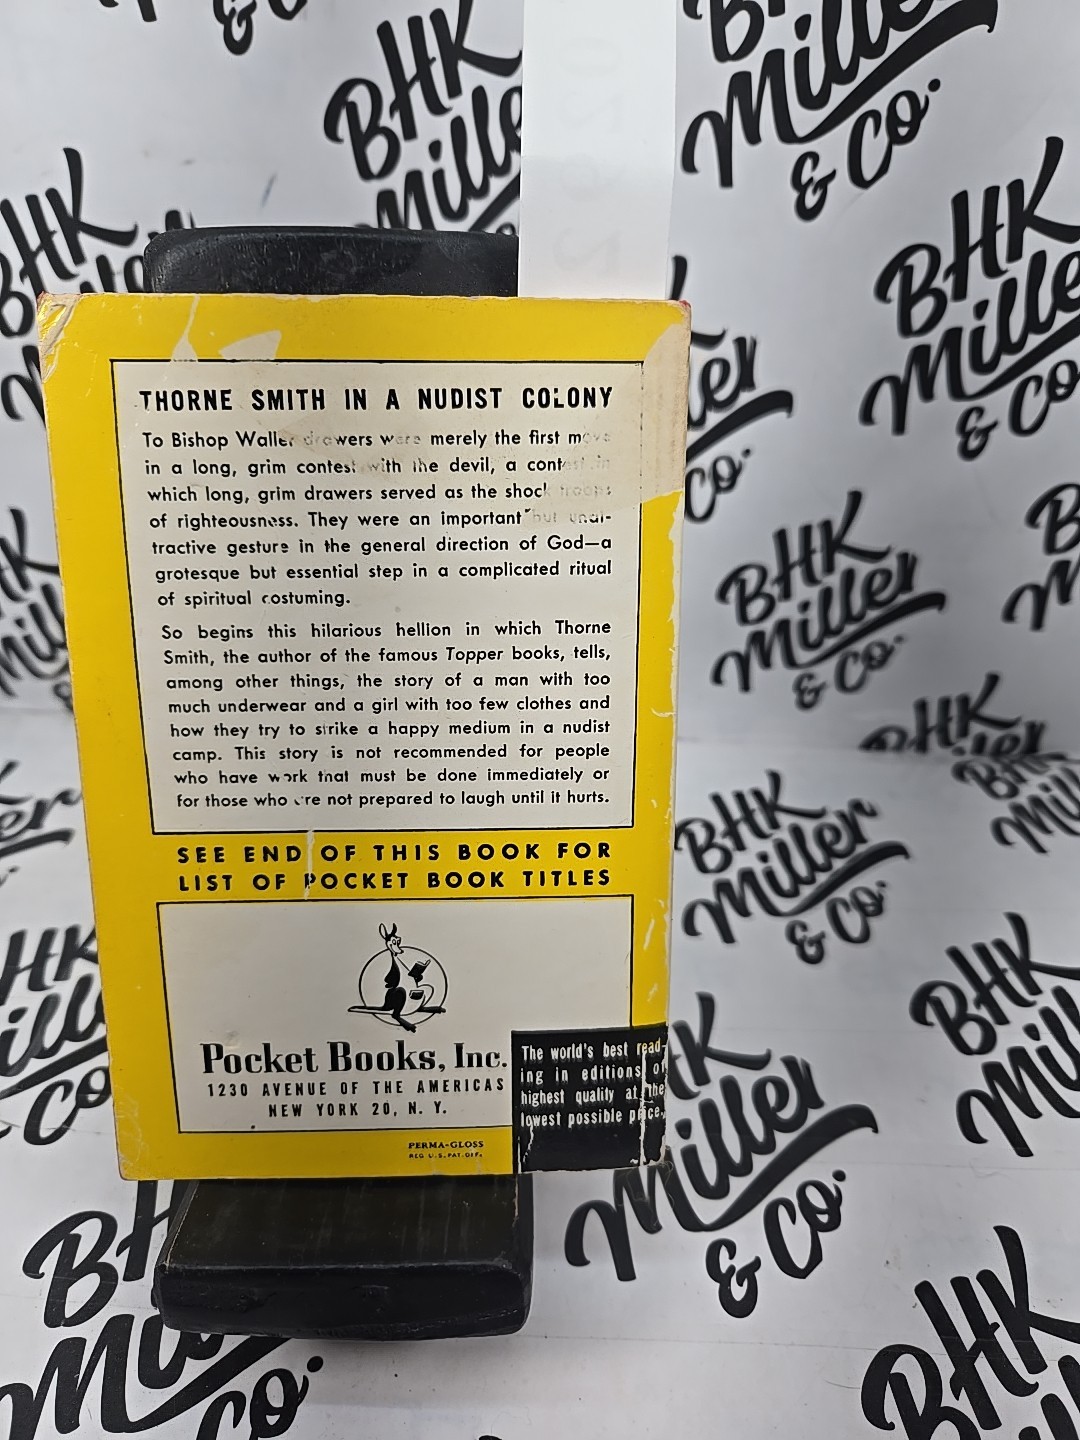 THORNE SMITH IN A NUDIST COLONY
To Bishop Waller drawers were merely the first move
in a long, grim contest with the devil, a contest in
which long, grim drawers served as the shock troops
of righteousness. They were an important but unat-
tractive gesture in the general direction of God—a
grotesque but essential step in a complicated ritual
of spiritual costuming.
So begins this hilarious hellion in which Thorne
Smith, the author of the famous Topper books, tells,
among other things, the story of a man with too
much underwear and a girl with too few clothes and
how they try to strike a happy medium in a nudist
camp. This story is not recommended for people
who have work that must be done immediately or
for those who are not prepared to laugh until it hurts.
SEE END OF THIS BOOK FOR
LIST OF POCKET BOOK TITLES
Pocket Books, Inc.
1230 AVENUE OF THE AMERICAS
NEW YORK 20, N. Y.
The world's best read-
ing in editions of
highest quality at the
lowest possible price.
PERMA-GLOSS
REG U.S. PAT. OFF.
BHK
Miller
& Co.